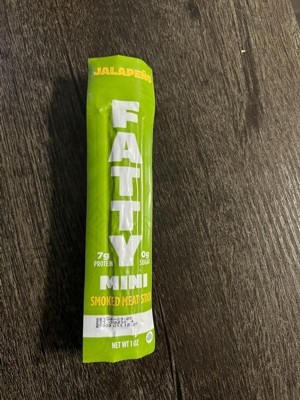 JALAPEÑO
FATTY
7g 0g
PROTEIN SUGAR
MINI
SMOKED MEAT STICK
NET WT 1 OZ